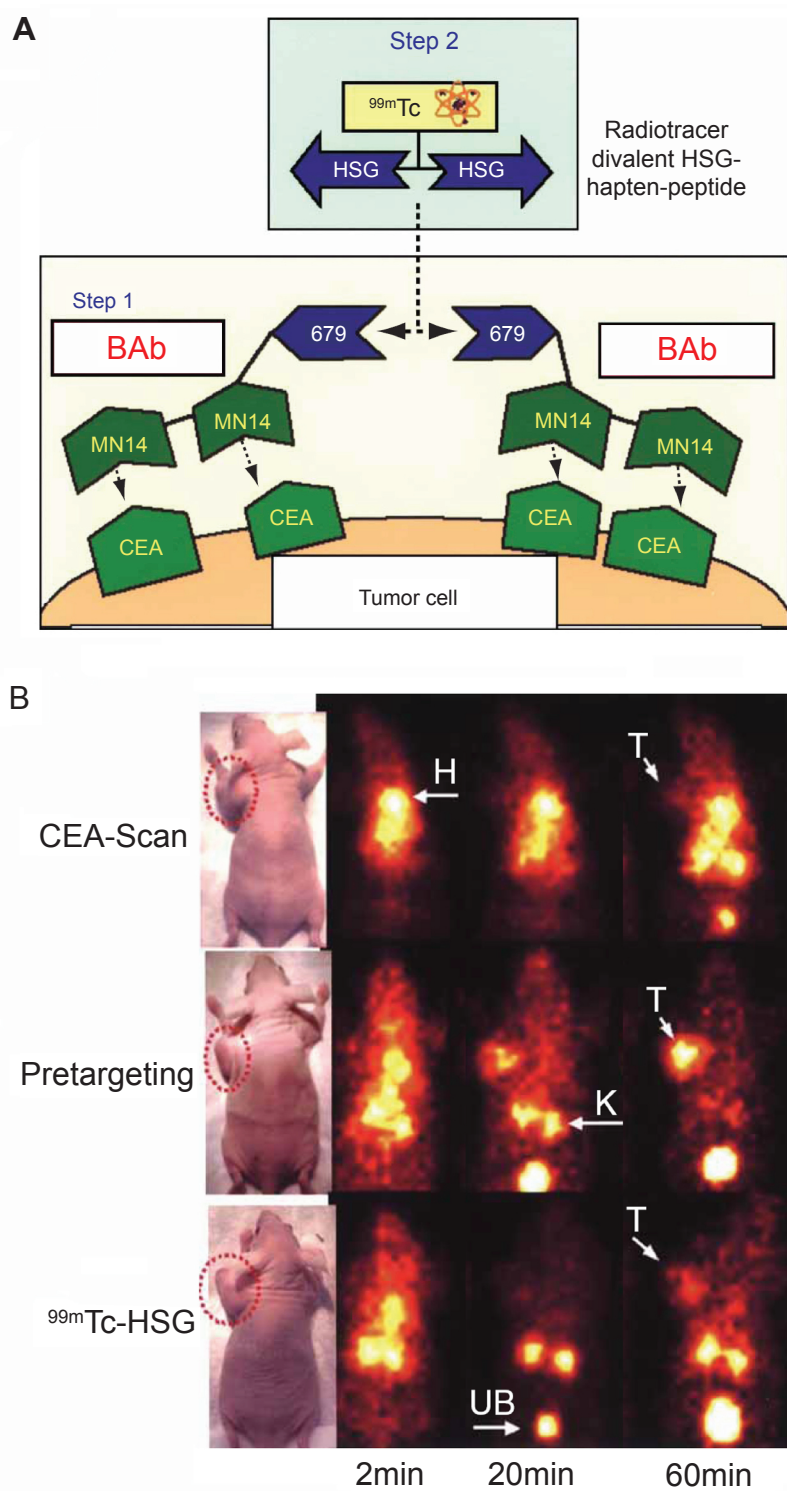 A
Step 2
99mTc
HSG HSG
Radiotracer
divalent HSG-
hapten-peptide
Step 1
BAb
679 679
BAb
MN14 MN14 MN14 MN14
CEA CEA CEA CEA
Tumor cell
B
CEA-Scan
H
T
Pretargeting
T
K
99mTc-HSG
T
UB
2min 20min 60min